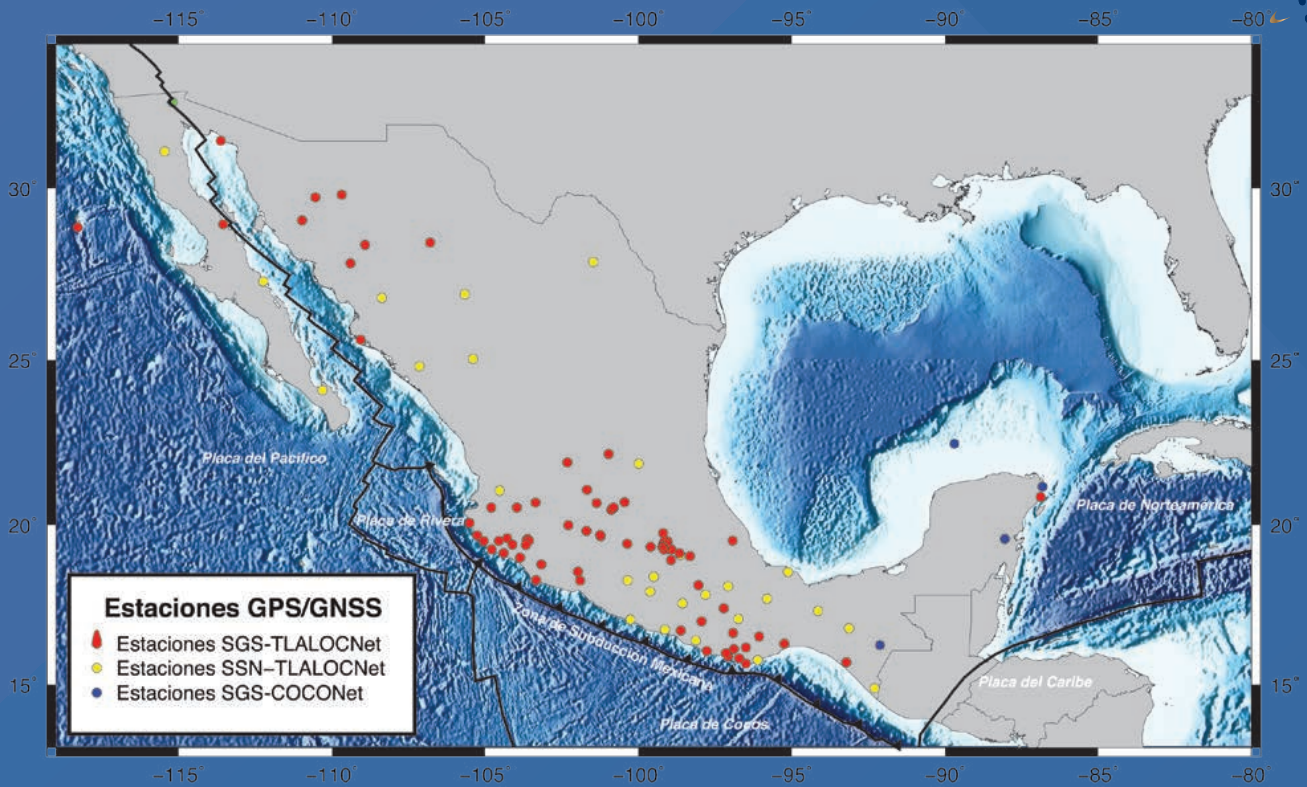 −115° −110° −105° −100° −95° −90° −85° −80°
30° 30°
25° 25°
Placa del Pacífico
Placa de Norteamérica
20° 20°
Placa de Rivera
Estaciones GPS/GNSS
Estaciones SGS-TLALOCNet
Estaciones SSN–TLALOCNet
Estaciones SGS-COCONet
Zona de Subducción Mexicana
Placa del Caribe
15° 15°
Placa de Cocos
−115° −110° −105° −100° −95° −90° −85° −80°